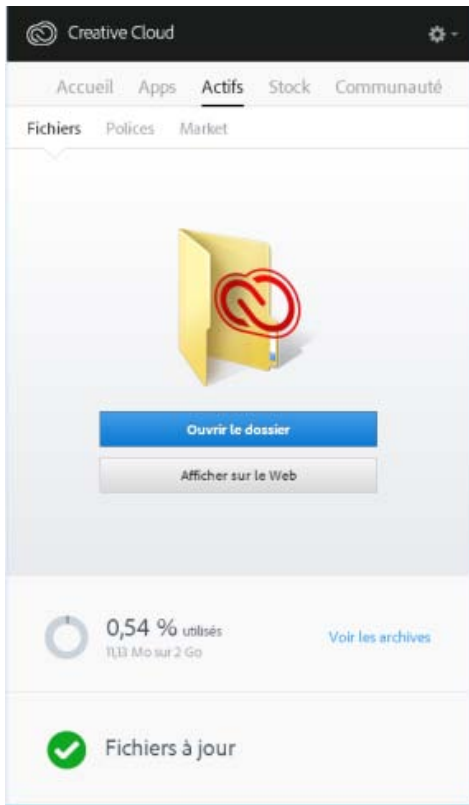 Creative Cloud
Accueil Apps Actifs Stock Communauté
Fichiers Polices Market
Ouvrir le dossier
Afficher sur le Web
0,54 % utilisés
11,13 Mo sur 2 Go
Voir les archives
Fichiers à jour